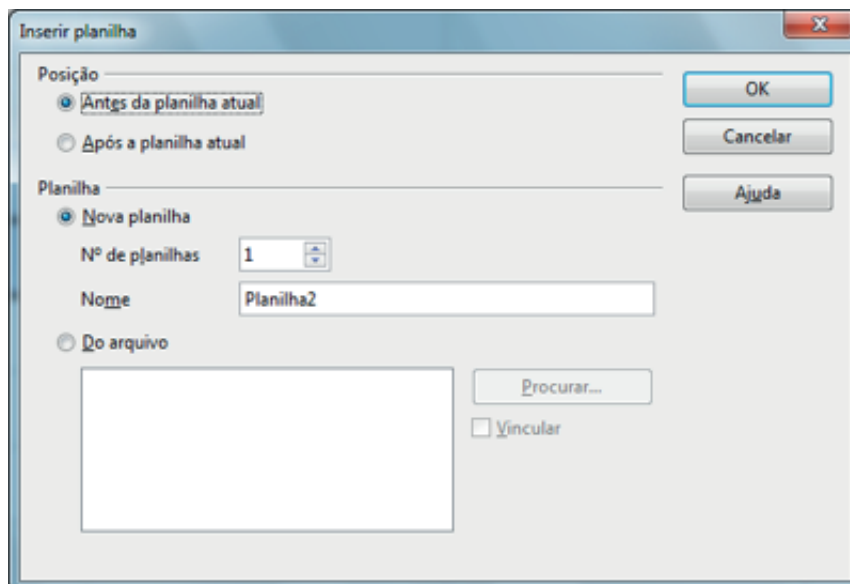 Inserir planilha
Posição
Antes da planilha atual
OK
Após a planilha atual
Cancelar
Planilha
Ajuda
Nova planilha
Nº de planilhas 1
Nome Planilha2
Do arquivo
Procurar...
Vincular